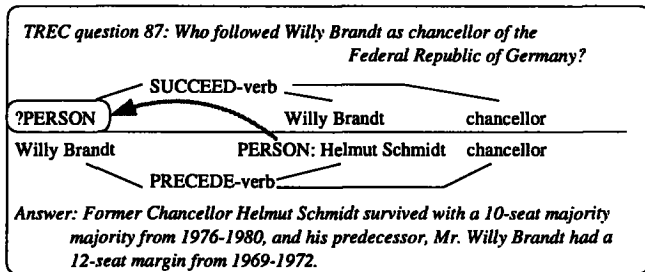 TREC question 87: Who followed Willy Brandt as chancellor of the
Federal Republic of Germany?
SUCCEED-verb
?PERSON Willy Brandt chancellor
Willy Brandt PERSON: Helmut Schmidt chancellor
PRECEDE-verb
Answer: Former Chancellor Helmut Schmidt survived with a 10-seat majority
majority from 1976-1980, and his predecessor, Mr. Willy Brandt had a
12-seat margin from 1969-1972.